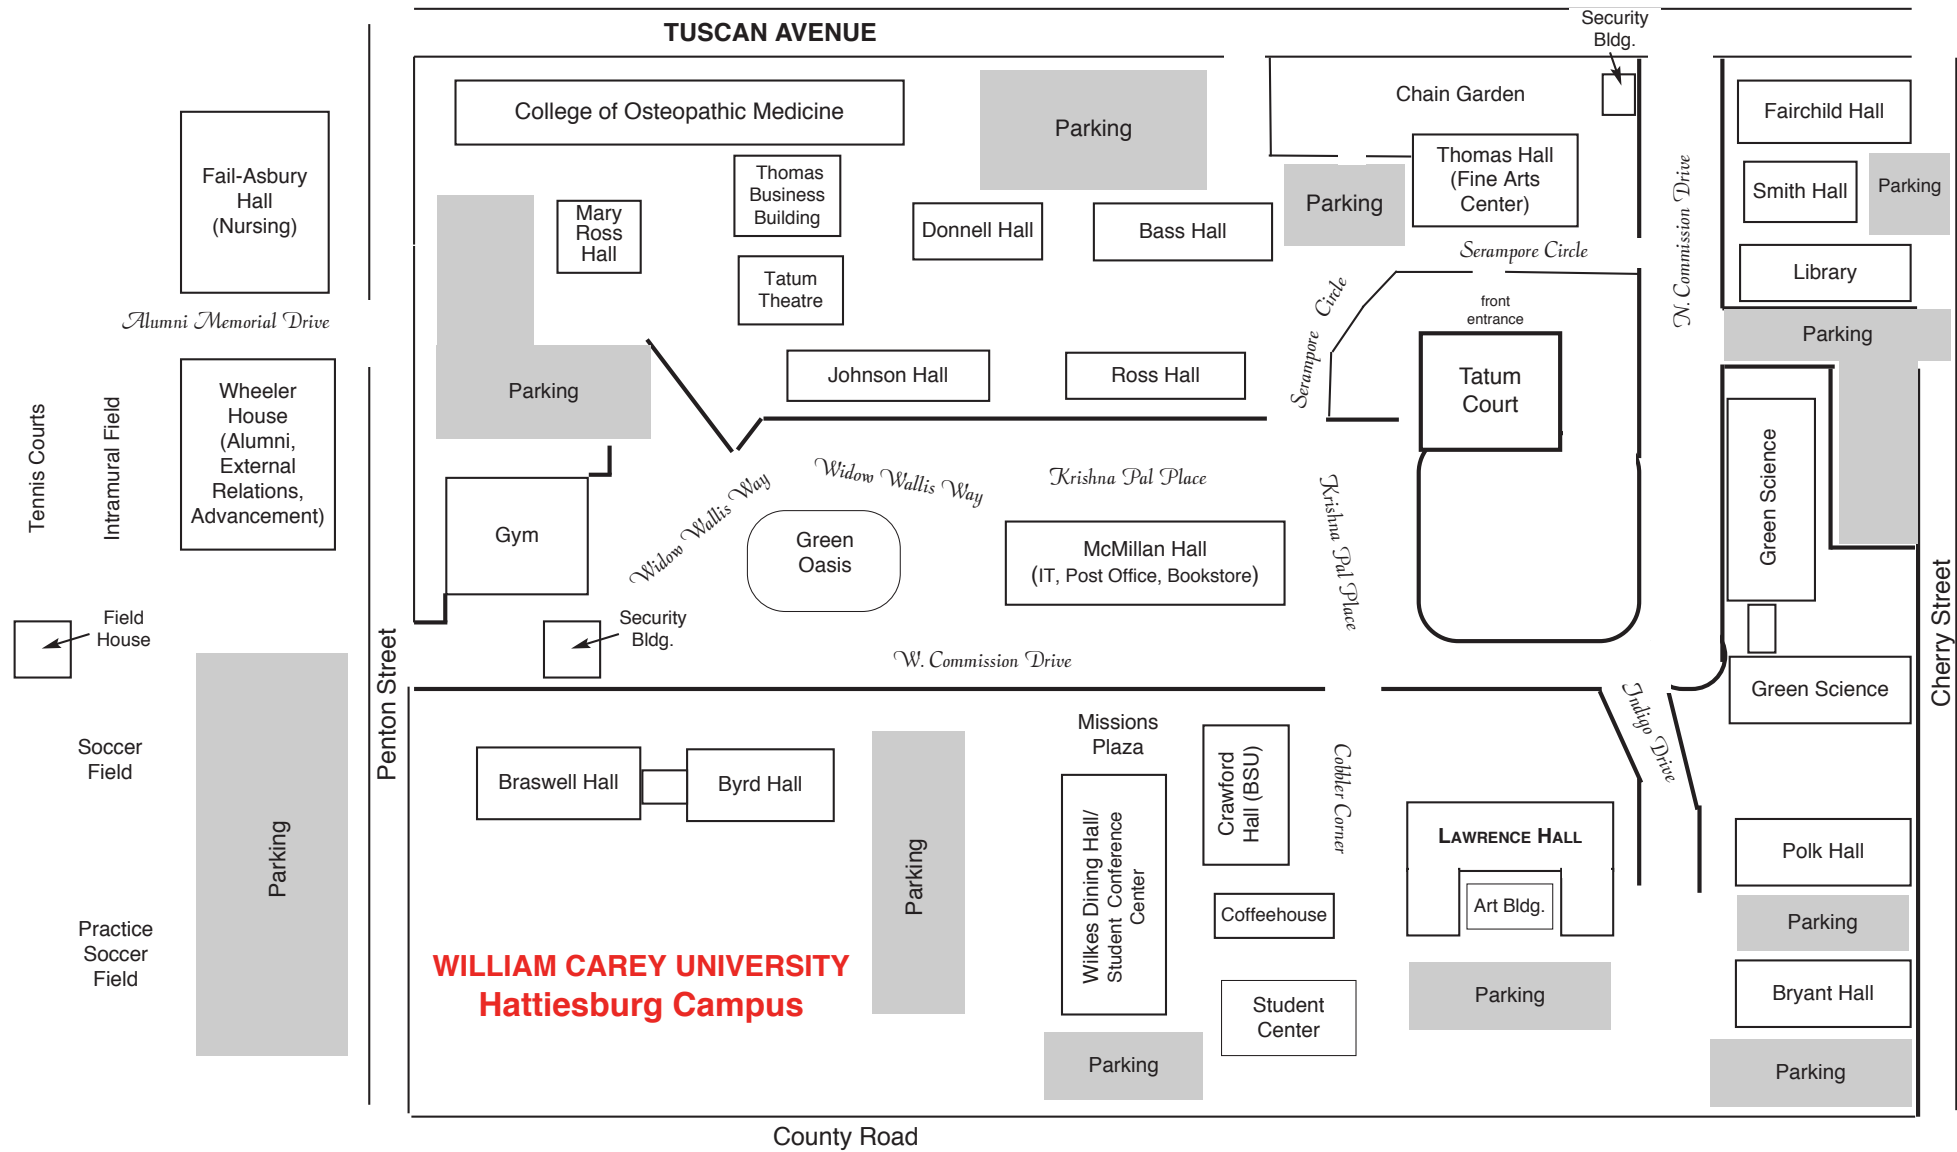 TUSCAN AVENUE
Security
Bldg.
College of Osteopathic Medicine
Parking
Chain Garden
Fairchild Hall
Fail-Asbury
Hall
(Nursing)
Thomas
Business
Building
Mary
Ross
Hall
Donnell Hall
Bass Hall
Parking
Thomas Hall
(Fine Arts
Center)
Smith Hall
Parking
N. Commission Drive
Serampore Circle
Library
Tatum
Theatre
Serampore Circle
front
entrance
Alumni Memorial Drive
Parking
Wheeler
House
(Alumni,
External
Relations,
Advancement)
Tennis Courts
Intramural Field
Parking
Johnson Hall
Ross Hall
Tatum
Court
Green Science
Gym
Widow Wallis Way
Widow Wallis Way
Krishna Pal Place
Krishna Pal Place
Green
Oasis
McMillan Hall
(IT, Post Office, Bookstore)
Field
House
Security
Bldg.
W. Commission Drive
Penton Street
Cherry Street
Green Science
Indigo Drive
Missions
Plaza
Soccer
Field
Braswell Hall
Byrd Hall
Crawford
Hall (BSU)
Cobbler Corner
Parking
Parking
Wilkes Dining Hall/
Student Conference
Center
LAWRENCE HALL
Polk Hall
Coffeehouse
Art Bldg.
Parking
Practice
Soccer
Field
WILLIAM CAREY UNIVERSITY
Hattiesburg Campus
Student
Center
Parking
Bryant Hall
Parking
Parking
County Road